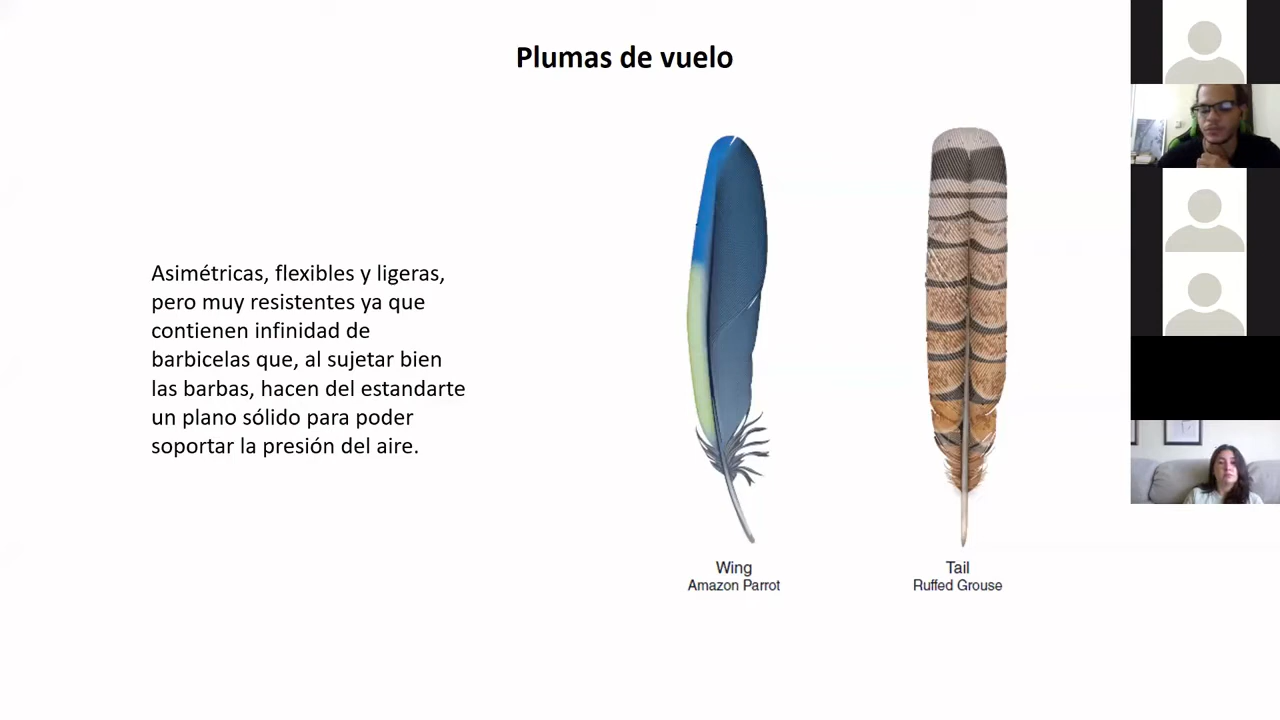 Plumas de vuelo
Asimétricas, flexibles y ligeras,
pero muy resistentes ya que
contienen infinidad de
barbicelas que, al sujetar bien
las barbas, hacen del estandarte
un plano sólido para poder
soportar la presión del aire.
Wing
Amazon Parrot
Tail
Ruffed Grouse